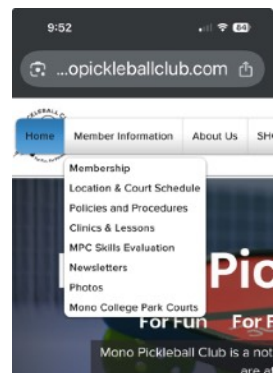 9:52
64
...opickleballclub.com
Home Member Information About Us SH
Membership
Location & Court Schedule
Policies and Procedures
Clinics & Lessons
MPC Skills Evaluation
Newsletters
Photos
Mono College Park Courts
Pic
For Fun For F
Mono Pickleball Club is a not
are a